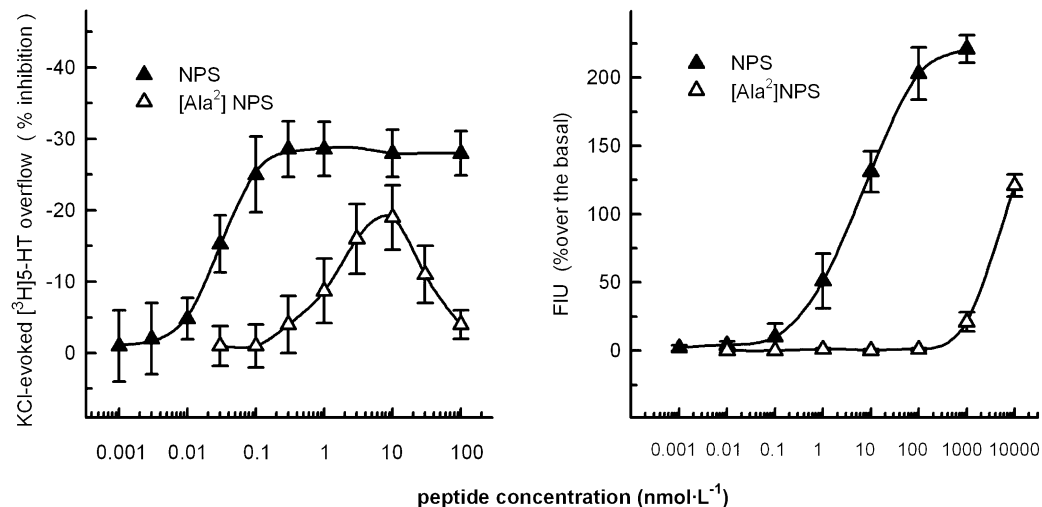 KCl-evoked [³H]5-HT overflow ( % inhibition)
-40
-30
-20
-10
0
NPS
[Ala²] NPS
0.001 0.01 0.1 1 10 100
FIU (%over the basal)
200
150
100
50
0
NPS
[Ala²]NPS
0.001 0.01 0.1 1 10 100 1000 10000
peptide concentration (nmol·L⁻¹)